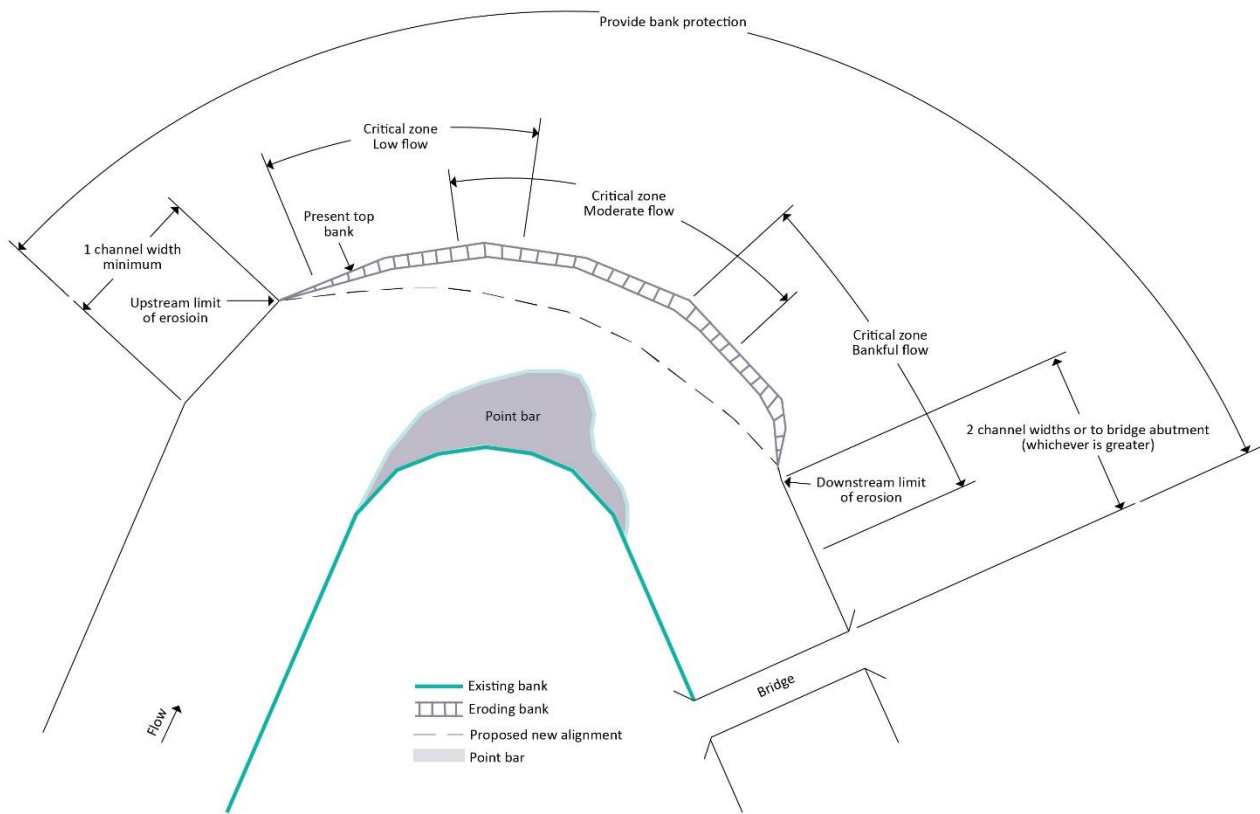 Provide bank protection
Critical zone
Low flow
Critical zone
Moderate flow
Present top
bank
1 channel width
minimum
Upstream limit
of erosioin
Critical zone
Bankful flow
Point bar
2 channel widths or to bridge abutment
(whichever is greater)
Downstream limit
of erosion
Bridge
Flow
Existing bank
Eroding bank
Proposed new alignment
Point bar